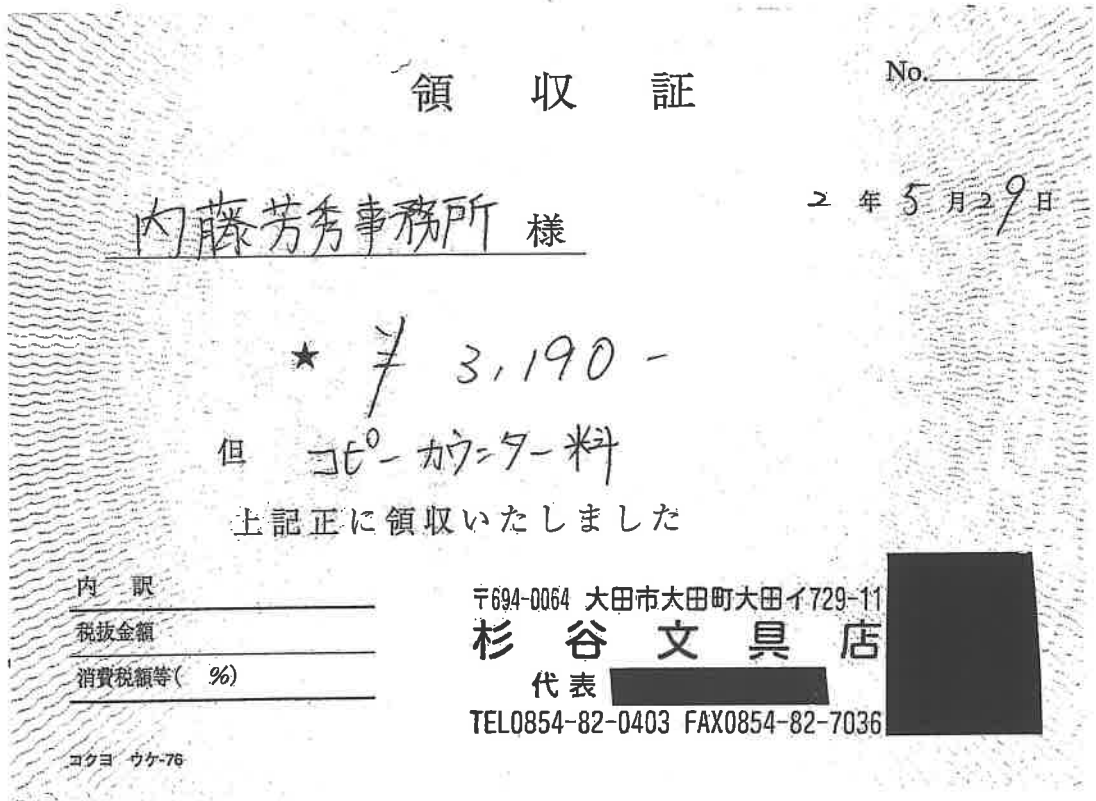 領収証
No.
内藤芳秀事務所 様
2年5月29日
★ ¥3,190-
但 コピーカウンター料
上記正に領収いたしました
内訳
税抜金額
消費税額等( %)
コクヨ ウケ-76
〒694-0064 大田市大田町大田イ729-11
杉谷文具店
代表
TEL0854-82-0403 FAX0854-82-7036